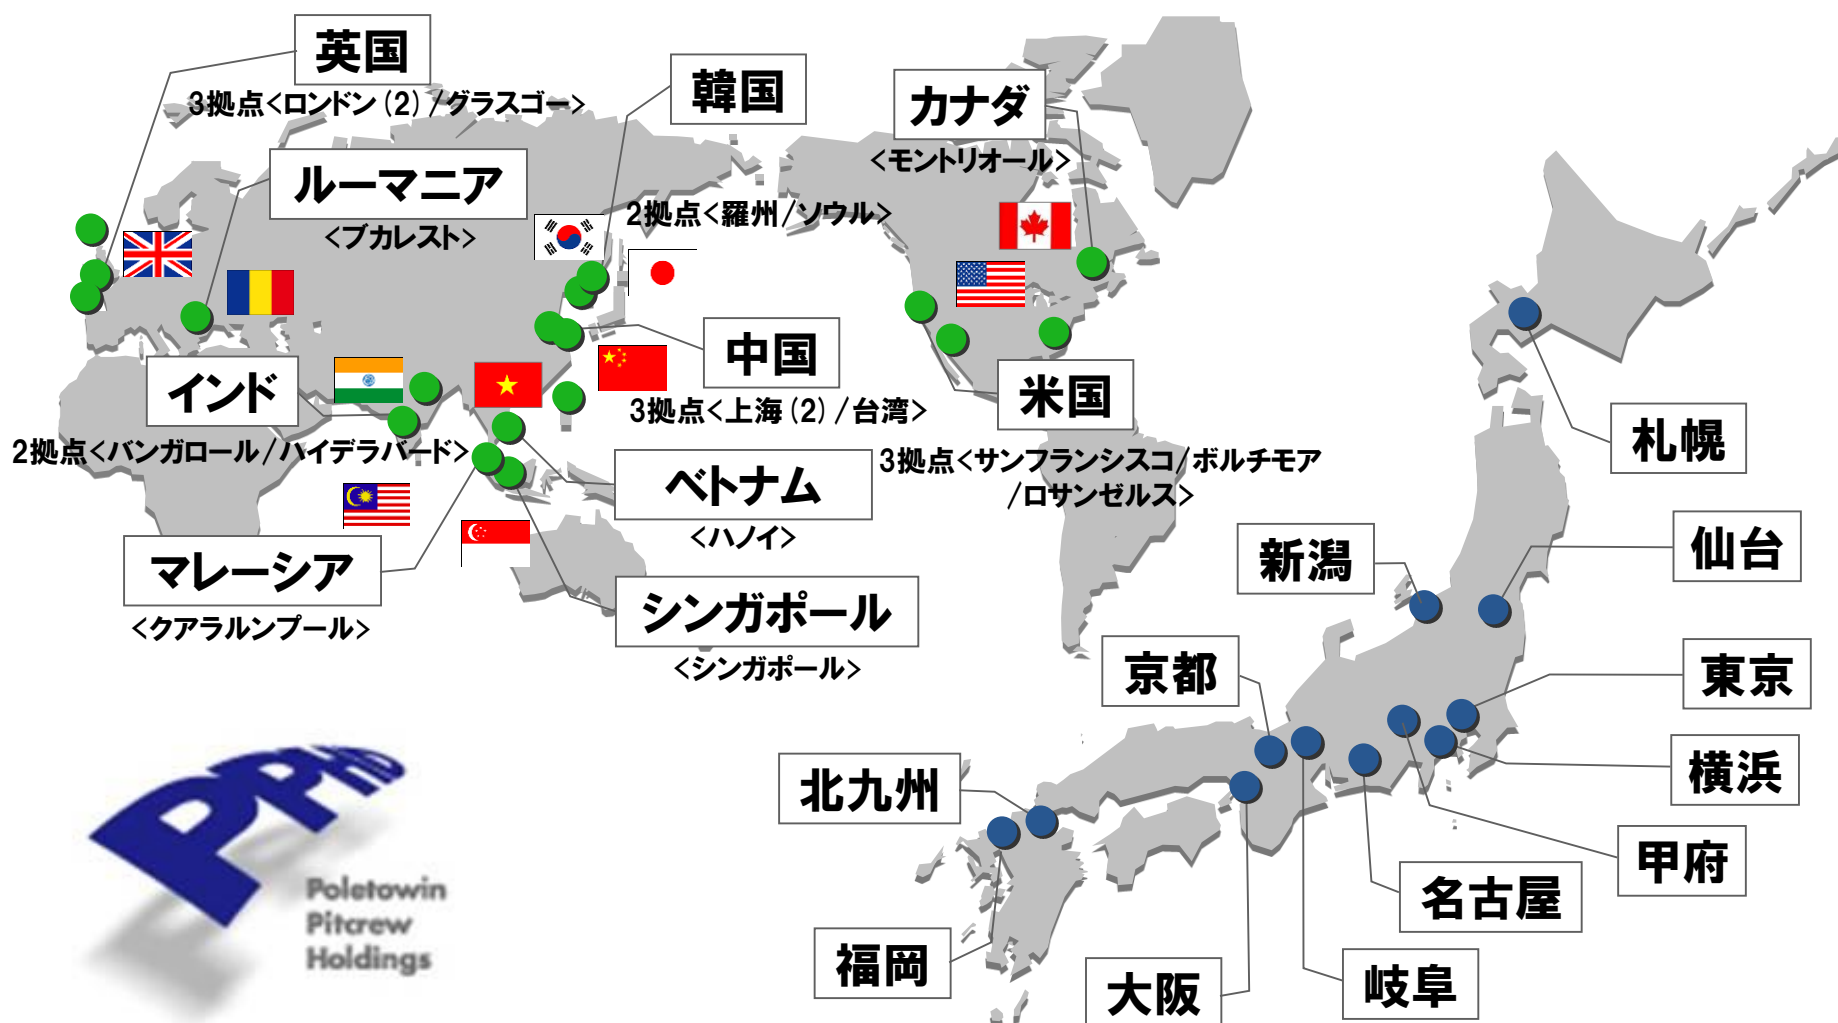 英国
3拠点<ロンドン(2)/グラスゴー>
韓国
2拠点<羅州/ソウル>
カナダ
<モントリオール>
ルーマニア
<ブカレスト>
中国
3拠点<上海(2)/台湾>
インド
2拠点<バンガロール/ハイデラバード>
米国
3拠点<サンフランシスコ/ボルチモア
/ロサンゼルス>
ベトナム
<ハノイ>
マレーシア
<クアラルンプール>
シンガポール
<シンガポール>
札幌
仙台
新潟
東京
京都
横浜
北九州
甲府
名古屋
福岡
大阪
岐阜
PPHD
Poletowin
Pitcrew
Holdings